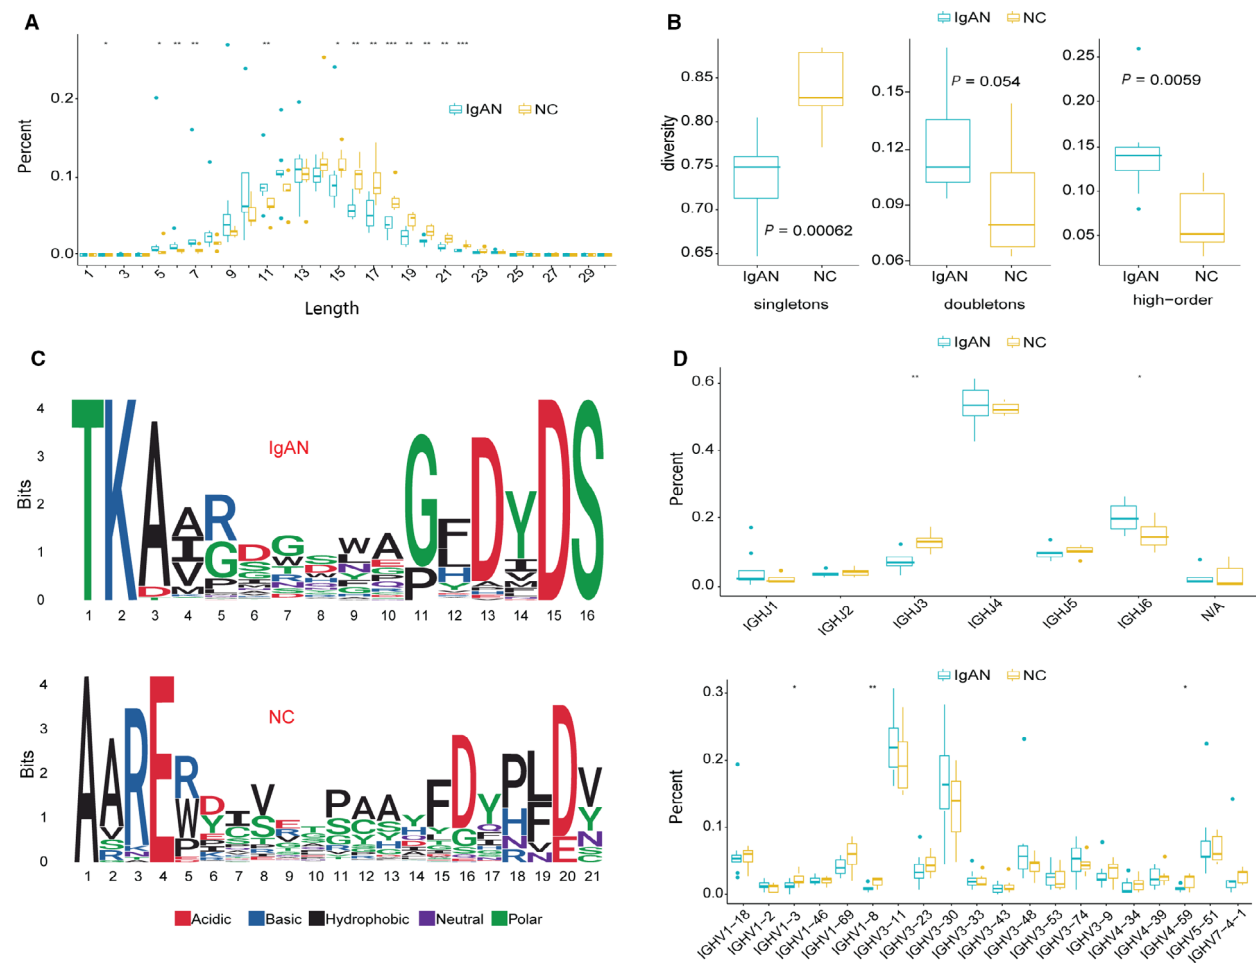 A
* * ** ** ** * ** ** *** ** ** ** ***
IgAN NC
Percent
0.2
0.1
0.0
1 3 5 7 9 11 13 15 17 19 21 23 25 27 29
Length
B
IgAN NC
diversity
0.85
0.80
0.75
0.70
0.65
P = 0.00062
IgAN NC
singletons
0.15
0.12
0.09
0.06
P = 0.054
IgAN NC
doubletons
0.25
0.20
0.15
0.10
0.05
P = 0.0059
IgAN NC
high-order
C
IgAN
Bits
4
3
2
1
0
1 2 3 4 5 6 7 8 9 10 11 12 13 14 15 16
NC
Bits
4
3
2
1
0
1 2 3 4 5 6 7 8 9 10 11 12 13 14 15 16 17 18 19 20 21
Acidic Basic Hydrophobic Neutral Polar
D
IgAN NC
** *
Percent
0.6
0.4
0.2
0.0
IGHJ1 IGHJ2 IGHJ3 IGHJ4 IGHJ5 IGHJ6 N/A
IgAN NC
* ** *
Percent
0.3
0.2
0.1
0.0
IGHV1-18 IGHV1-2 IGHV1-3 IGHV1-46 IGHV1-69 IGHV1-8 IGHV3-11 IGHV3-23 IGHV3-30 IGHV3-33 IGHV3-43 IGHV3-48 IGHV3-53 IGHV3-74 IGHV3-9 IGHV4-34 IGHV4-39 IGHV4-59 IGHV5-51 IGHV7-4-1